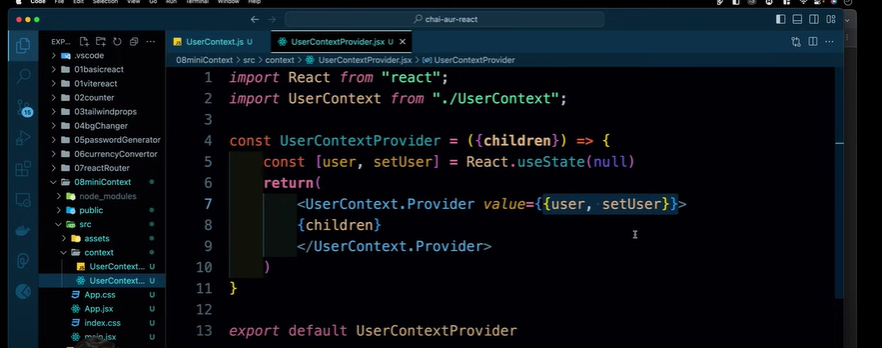 Code File Edit Selection View Go Run Terminal Window Help
chai-aur-react
EXP...
UserContext.js U
UserContextProvider.jsx U
08miniContext > src > context > UserContextProvider.jsx > UserContextProvider
.vscode
01basicreact
01vitereact
02counter
03tailwindprops
04bgChanger
05passwordGenerator
06currencyConvertor
07reactRouter
08miniContext
node_modules
public
src
assets
context
UserContext... U
UserContext... U
App.css U
App.jsx U
index.css U
main.jsx U
15
1 import React from "react";
2 import UserContext from "./UserContext";
3
4 const UserContextProvider = ({children}) => {
5 const [user, setUser] = React.useState(null)
6 return(
7 <UserContext.Provider value={{user, setUser}}>
8 {children}
9 </UserContext.Provider>
10 )
11 }
12
13 export default UserContextProvider